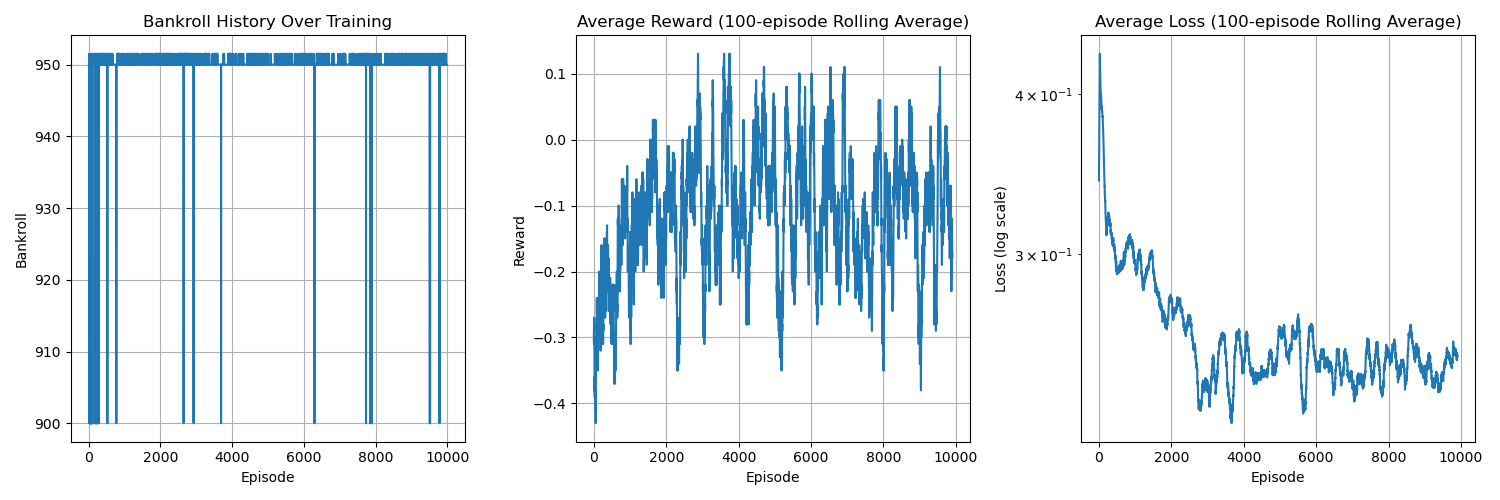 Bankroll History Over Training
Bankroll
950
940
930
920
910
900
0 2000 4000 6000 8000 10000
Episode
Average Reward (100-episode Rolling Average)
Reward
0.1
0.0
−0.1
−0.2
−0.3
−0.4
0 2000 4000 6000 8000 10000
Episode
Average Loss (100-episode Rolling Average)
Loss (log scale)
4 × 10⁻¹
3 × 10⁻¹
0 2000 4000 6000 8000 10000
Episode